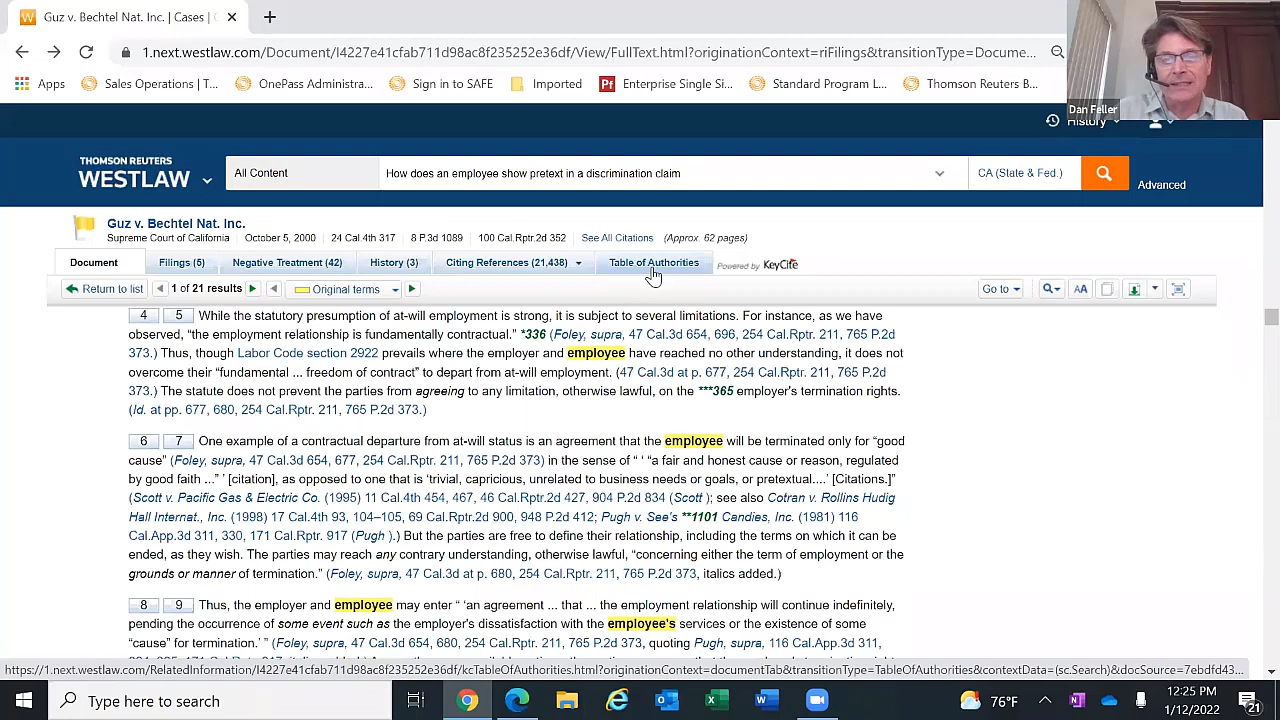 Guz v. Bechtel Nat. Inc. | Cases |
1.next.westlaw.com/Document/I4227e41cfab711d98ac8f235252e36df/View/FullText.html?originationContext=riFilings&transitionType=Docume...
Apps Sales Operations | T... OnePass Administra... Sign in to SAP Imported Enterprise Single Si... Standard Program L... Thomson Reuters B...
Dan Feller
History
THOMSON REUTERS
WESTLAW All Content CA (State & Fed.)
an employee show pretext in a discrimination claim
Advanced
Guz v. Bechtel Nat. Inc.
Supreme Court of California October 5, 2000 24 Cal.4th 317 8 P.3d 1089 100 Cal.Rptr.2d 352 See All Citations (Approx. 62 pages)
Document Filings (5) Negative Treatment (42) History (3) Citing References (21,438) Table of Authorities Powered by KeyCite
Return to list 1 of 21 results Original terms Go to AA
4 5 While the statutory presumption of at-will employment is strong, it is subject to several limitations. For instance, as we have
observed, “the employment relationship is fundamentally contractual.” *336 (Foley, supra, 47 Cal.3d 654, 696, 254 Cal.Rptr. 211, 765 P.2d
373.) Thus, though Labor Code section 2922 prevails where the employer and employee have reached no other understanding, it does not
overcome their “fundamental ... freedom of contract” to depart from at-will employment. (47 Cal.3d at p. 677, 254 Cal.Rptr. 211, 765 P.2d
373.) The statute does not prevent the parties from agreeing to any limitation, otherwise lawful, on the ***365 employer's termination rights.
(Id. at pp. 677, 680, 254 Cal.Rptr. 211, 765 P.2d 373.)
6 7 One example of a contractual departure from at-will status is an agreement that the employee will be terminated only for “good
cause” (Foley, supra, 47 Cal.3d 654, 677, 254 Cal.Rptr. 211, 765 P.2d 373) in the sense of “ ‘ “a fair and honest cause or reason, regulated
by good faith ...” ’ [citation], as opposed to one that is ‘trivial, capricious, unrelated to business needs or goals, or pretextual....’ [Citations.]”
(Scott v. Pacific Gas & Electric Co. (1995) 11 Cal.4th 454, 467, 46 Cal.Rptr.2d 427, 904 P.2d 834 (Scott ); see also Cotran v. Rollins Hudig
Hall Internat., Inc. (1998) 17 Cal.4th 93, 104–105, 69 Cal.Rptr.2d 900, 948 P.2d 412; Pugh v. See's **1101 Candies, Inc. (1981) 116
Cal.App.3d 311, 330, 171 Cal.Rptr. 917 (Pugh ).) But the parties are free to define their relationship, including the terms on which it can be
ended, as they wish. The parties may reach any contrary understanding, otherwise lawful, “concerning either the term of employment or the
grounds or manner of termination.” (Foley, supra, 47 Cal.3d at p. 680, 254 Cal.Rptr. 211, 765 P.2d 373, italics added.)
8 9 Thus, the employer and employee may enter “ ‘an agreement ... that ... the employment relationship will continue indefinitely,
pending the occurrence of some event such as the employer's dissatisfaction with the employee's services or the existence of some
“cause” for termination.’ ” (Foley, supra, 47 Cal.3d 654, 680, 254 Cal.Rptr. 211, 765 P.2d 373, quoting Pugh, supra, 116 Cal.App.3d 311,
https://1.next.westlaw.com/RelatedInformation/I4227e41cfab711d98ac8f235252e36df/kcTableOfAuthorities.html?originationContext=documentTab&transitionType=TableOfAuthorities&contextData=(sc.Search)&docSource=7ebdfd43...
Type here to search 76°F 12:25 PM
1/12/2022 21